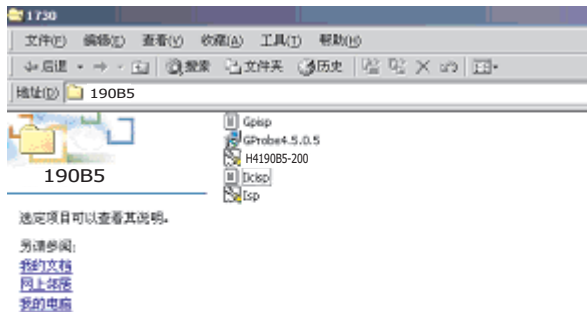 1730
文件(F) 编辑(E) 查看(V) 收藏(A) 工具(T) 帮助(H)
后退 搜索 文件夹 历史
地址(D) 190B5
Gpisp
GProbe4.5.0.5
H4190B5-200
Iicisp
Isp
190B5
选定项目可以查看其说明。
另请参阅:
我的文档
网上邻居
我的电脑